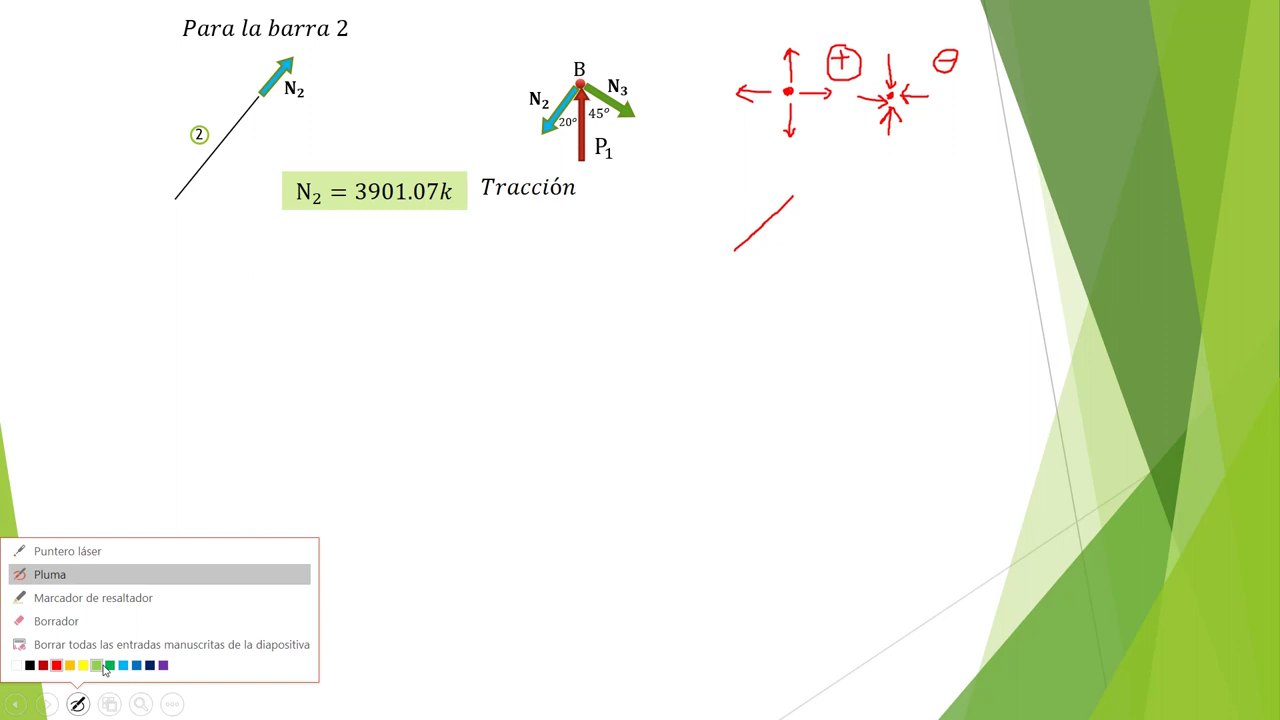 Para la barra 2
N₂
2
B
N₂
N₃
20°
45°
P₁
N₂ = 3901.07k
Tracción
+
−
Puntero láser
Pluma
Marcador de resaltador
Borrador
Borrar todas las entradas manuscritas de la diapositiva